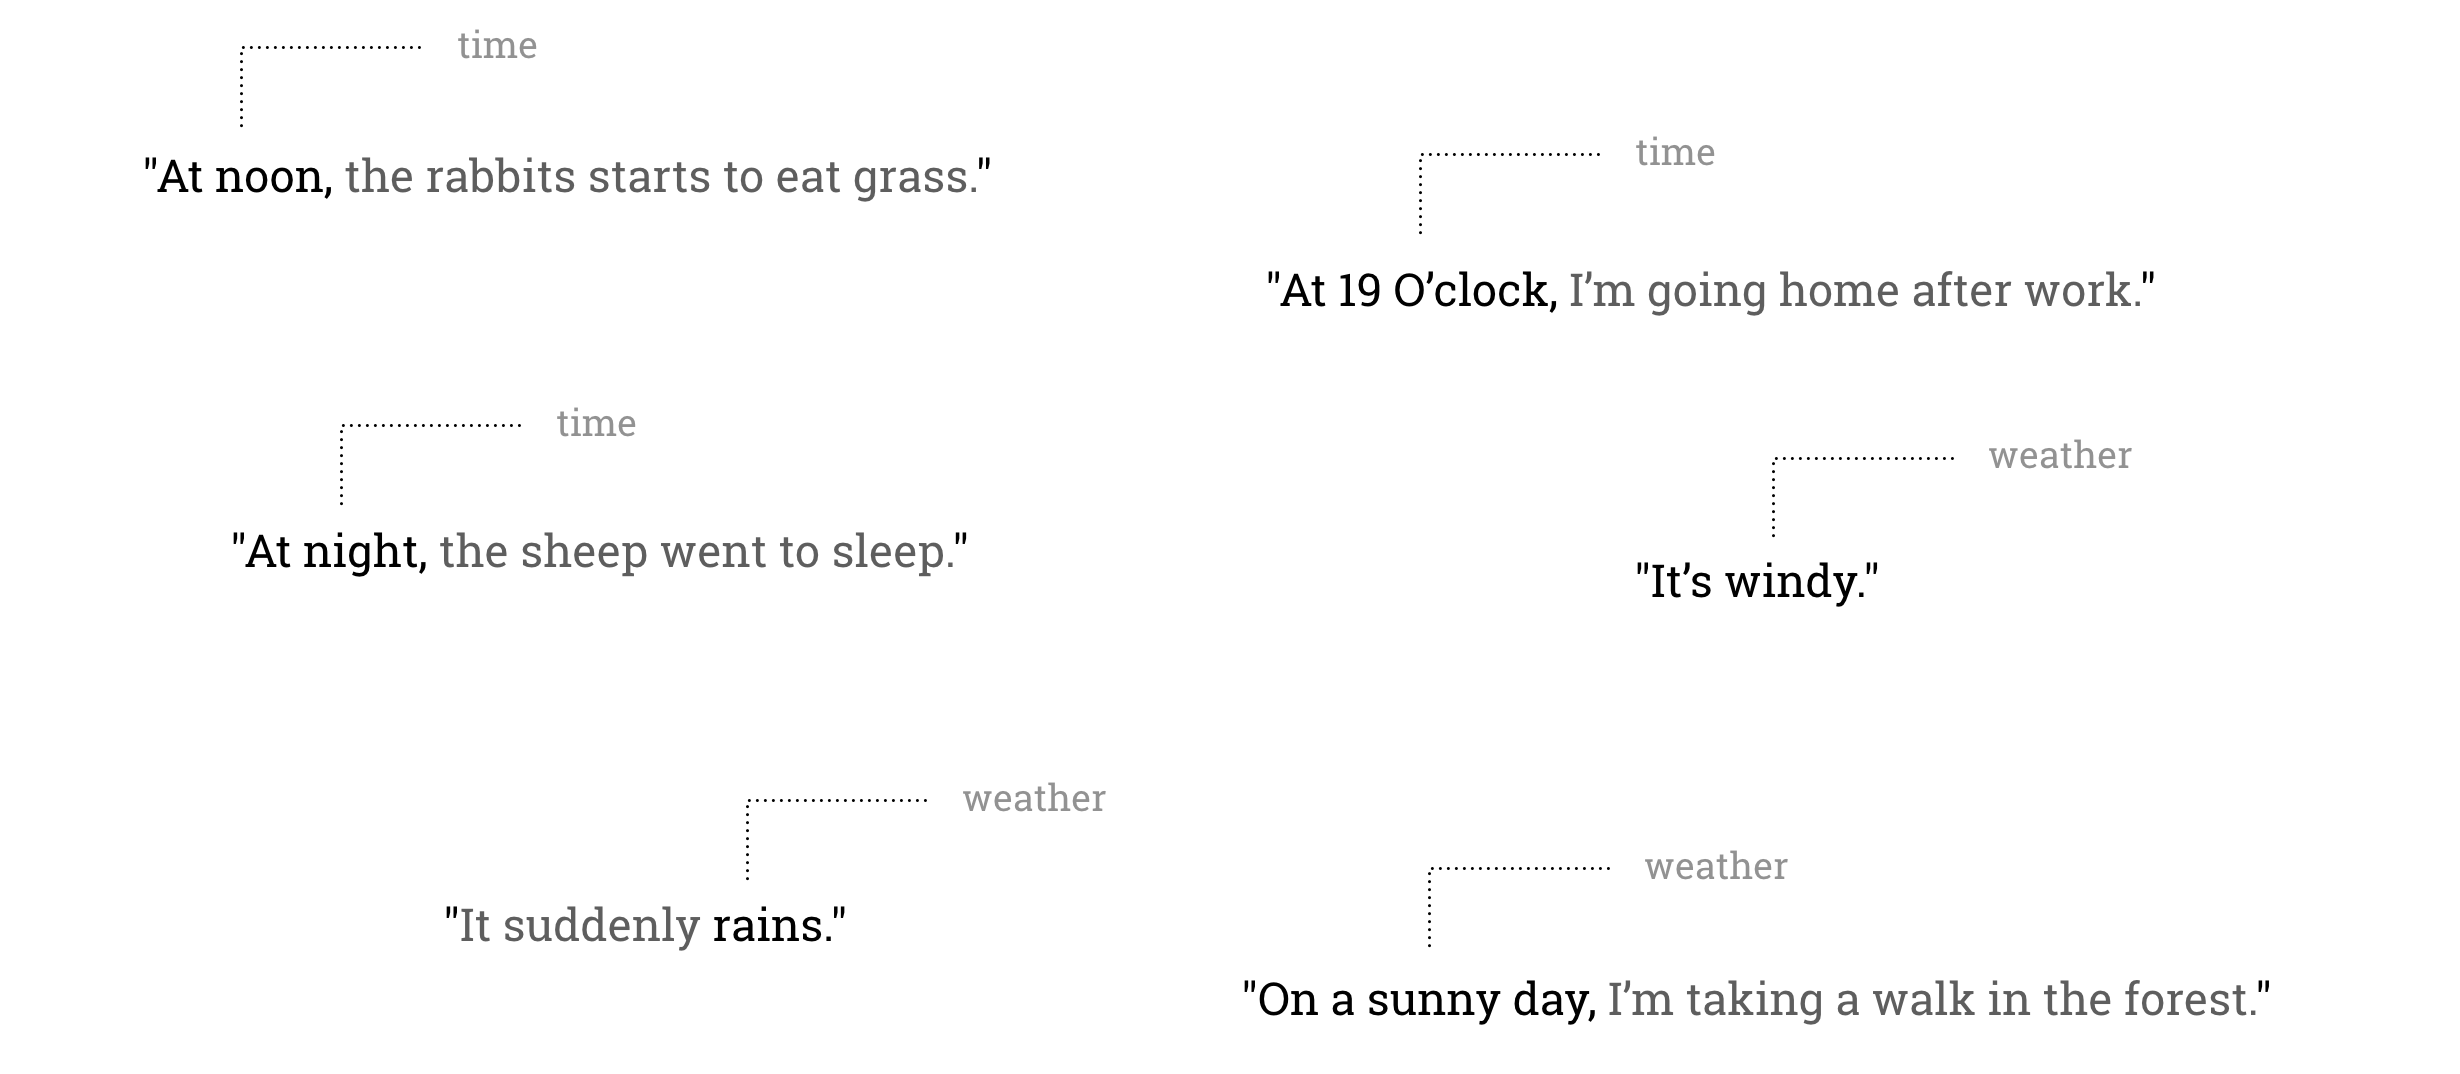 time
"At noon, the rabbits starts to eat grass."
time
"At 19 O’clock, I’m going home after work."
time
"At night, the sheep went to sleep."
weather
"It’s windy."
weather
"It suddenly rains."
weather
"On a sunny day, I’m taking a walk in the forest."